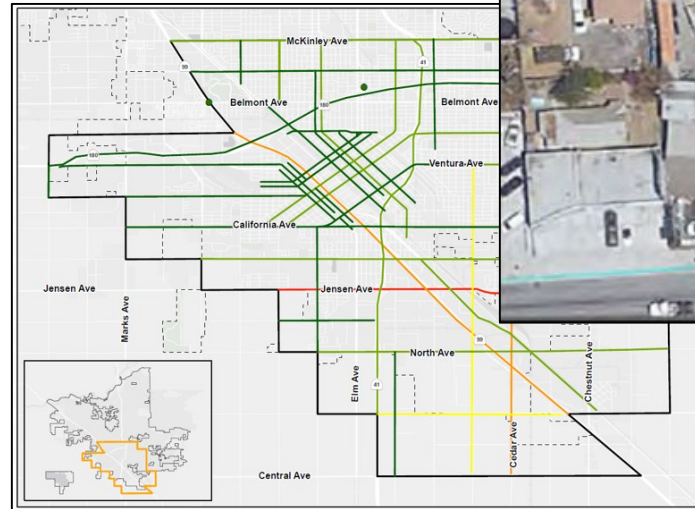 McKinley Ave
99
41
Belmont Ave
180
Belmont Ave
180
Ventura Ave
California Ave
Jensen Ave
Jensen Ave
Marks Ave
99
North Ave
Elm Ave
41
Chestnut Ave
Cedar Ave
Central Ave